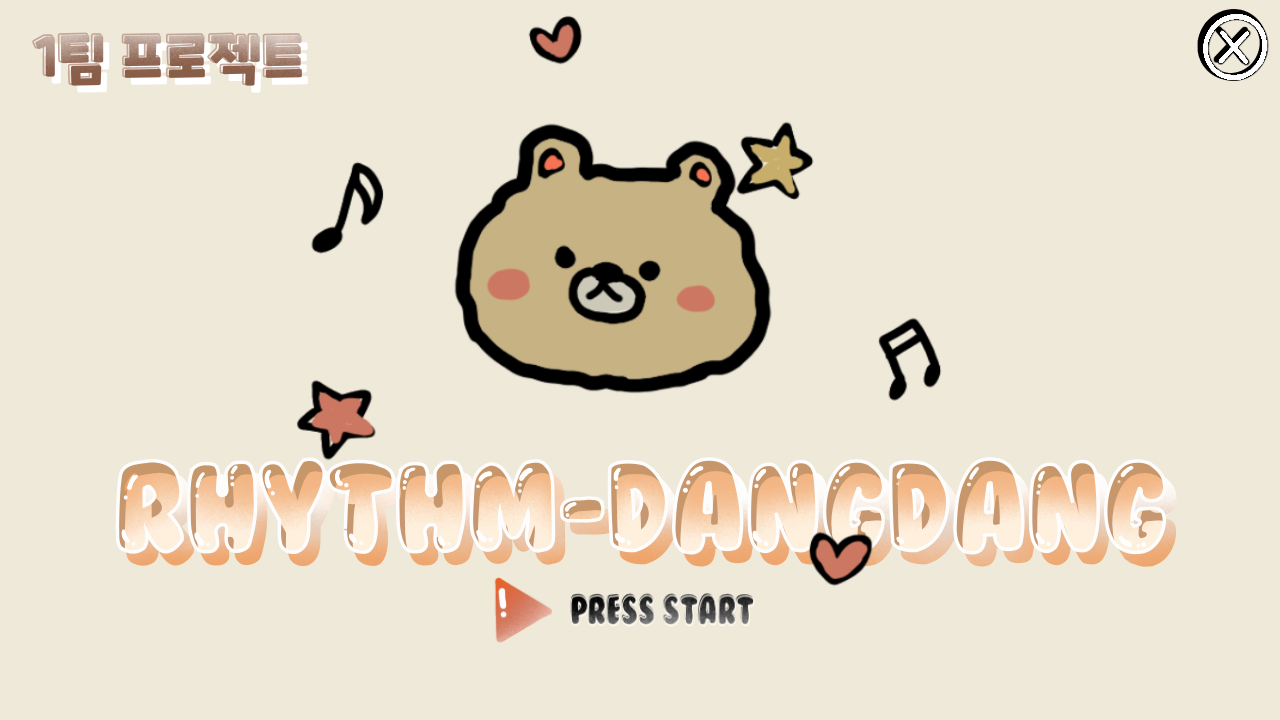 1팀 프로젝트
RHYTHM-DANGDANG
PRESS START